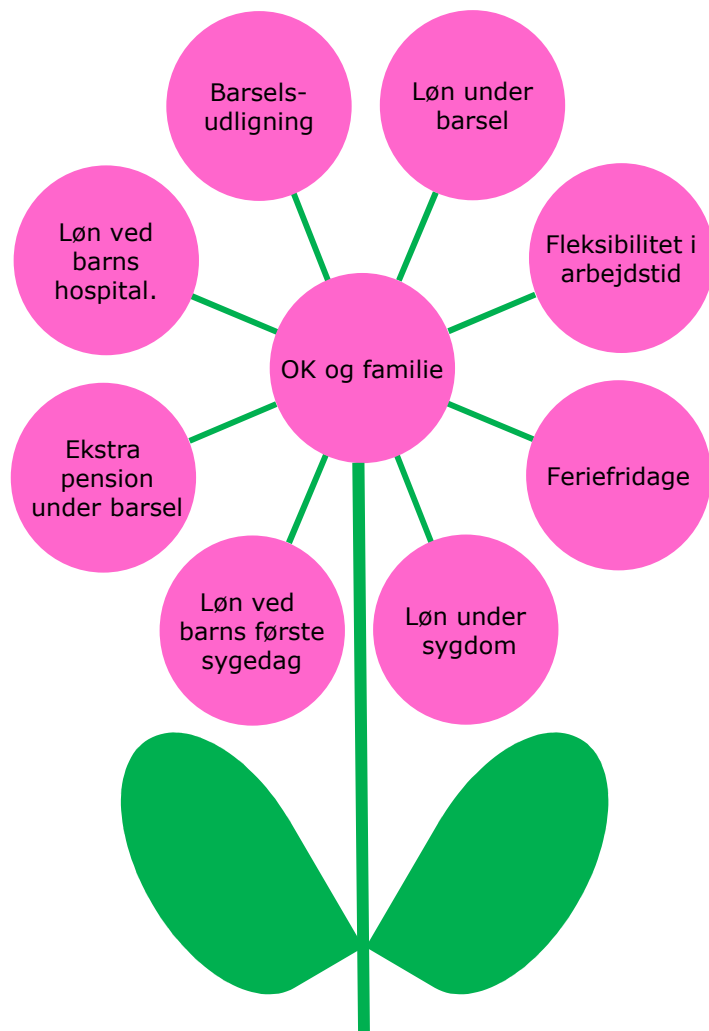 Barsels-
udligning
Løn under
barsel
Løn ved
barns
hospital.
Fleksibilitet i
arbejdstid
OK og familie
Ekstra
pension
under barsel
Feriefridage
Løn ved
barns første
sygedag
Løn under
sygdom